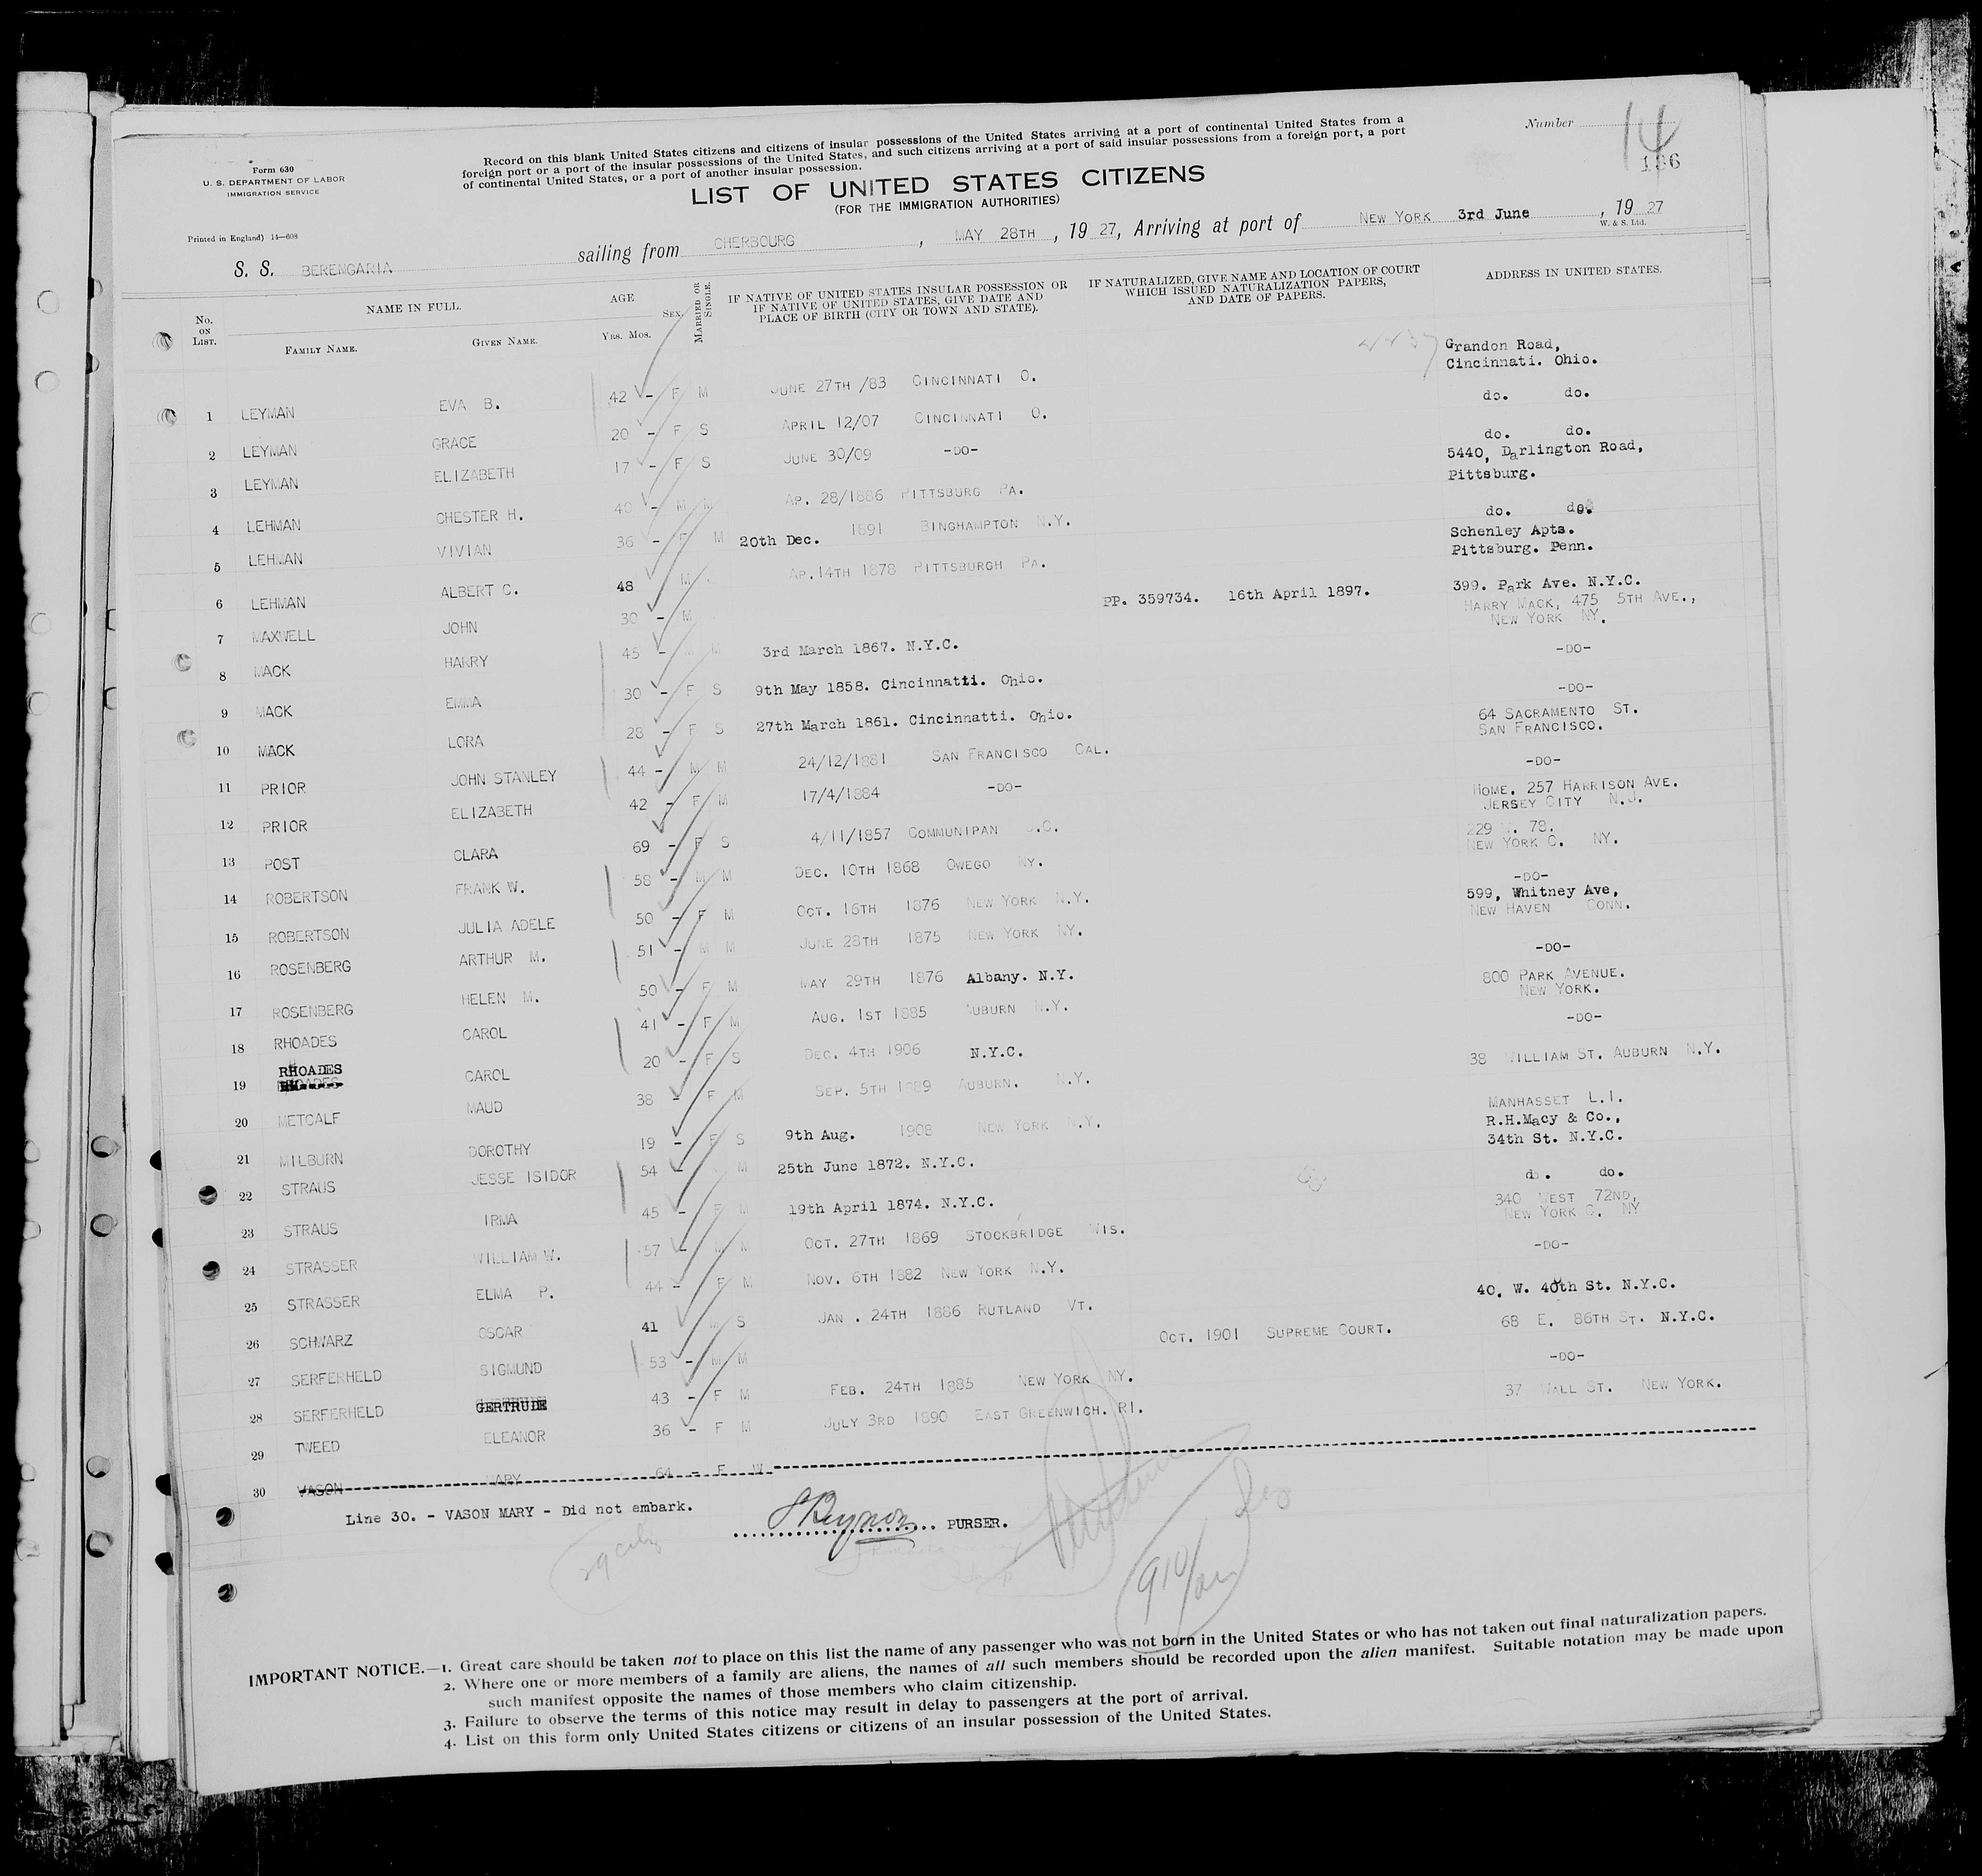 Form 630
U. S. DEPARTMENT OF LABOR
IMMIGRATION SERVICE
Printed in England) 14—608
Record on this blank United States citizens and citizens of insular possessions of the United States arriving at a port of continental United States from a
foreign port or a port of the insular possessions of the United States, and such citizens arriving at a port of said insular possessions from a foreign port, a port
of continental United States, or a port of another insular possession.
Number
14
186
LIST OF UNITED STATES CITIZENS
(FOR THE IMMIGRATION AUTHORITIES)
S. S. BERENGARIA sailing from CHERBOURG, MAY 28TH, 19 27, Arriving at port of NEW YORK 3rd June, 19 27
W. & S. Ltd.
No. ON LIST. NAME IN FULL. FAMILY NAME. GIVEN NAME. AGE YRS. MOS. SEX. MARRIED OR SINGLE. IF NATIVE OF UNITED STATES INSULAR POSSESSION OR IF NATIVE OF UNITED STATES, GIVE DATE AND PLACE OF BIRTH (CITY OR TOWN AND STATE). IF NATURALIZED, GIVE NAME AND LOCATION OF COURT WHICH ISSUED NATURALIZATION PAPERS, AND DATE OF PAPERS. ADDRESS IN UNITED STATES.
1 LEYMAN EVA B. 42 - F M JUNE 27TH /83 CINCINNATI O. Grandon Road, Cincinnati. Ohio.
2 LEYMAN GRACE 20 - F S APRIL 12/07 CINCINNATI O. do. do.
3 LEYMAN ELIZABETH 17 - F S JUNE 30/09 -DO- do. do.
4 LEHMAN CHESTER H. 40 - M M AP. 28/1886 PITTSBURG PA. 5440, Darlington Road, Pittsburg.
5 LEHMAN VIVIAN 36 - F M 20th Dec. 1891 BINGHAMPTON N.Y. do. do.
6 LEHMAN ALBERT C. 48 M AP.14TH 1878 PITTSBURGH PA. Schenley Apts. Pittsburg. Penn.
7 MAXWELL JOHN 30 - M PP. 359734. 16th April 1897. 399. Park Ave. N.Y.C.
8 MACK HARRY 45 - M M 3rd March 1867. N.Y.C. HARRY MACK, 475 5TH AVE., NEW YORK NY.
9 MACK EMMA 30 - F S 9th May 1858. Cincinnatti. Ohio. -DO-
10 MACK LORA 28 - F S 27th March 1861. Cincinnatti. Ohio. -DO-
11 PRIOR JOHN STANLEY 44 - M M 24/12/1881 SAN FRANCISCO CAL. 64 SACRAMENTO ST. SAN FRANCISCO.
12 PRIOR ELIZABETH 42 - F M 17/4/1884 -DO- -DO-
13 POST CLARA 69 - F S 4/11/1857 COMMUNIPAN HOME. 257 HARRISON AVE. JERSEY CITY N.J.
14 ROBERTSON FRANK W. 58 - M M DEC. 10TH 1868 OWEGO NY. 229 78. NEW YORK C. NY.
15 ROBERTSON JULIA ADELE 50 - F M OCT. 16TH 1876 NEW YORK N.Y. -DO-
16 ROSENBERG ARTHUR M. 51 - M M JUNE 28TH 1875 NEW YORK NY. 599, Whitney Ave, NEW HAVEN CONN.
17 ROSENBERG HELEN M. 50 - F M MAY 29TH 1876 Albany. N.Y. -DO-
18 RHOADES CAROL 41 - F M AUG. 1ST 1885 AUBURN N.Y. 800 PARK AVENUE. NEW YORK.
19 RHOADES CAROL 20 - F S DEC. 4TH 1906 N.Y.C. -DO-
20 METCALF MAUD 38 - F M SEP. 5TH 1889 AUBURN. N.Y. 38 WILLIAM ST. AUBURN N.Y.
21 MILBURN DOROTHY 19 - F S 9th Aug. 1908 NEW YORK N.Y. MANHASSET L.I.
22 STRAUS JESSE ISIDOR 54 - M 25th June 1872. N.Y.C. R.H.Macy & Co., 34th St. N.Y.C.
23 STRAUS IRMA 45 - F M 19th April 1874. N.Y.C. do. do.
24 STRASSER WILLIAM W. 57 - M M OCT. 27TH 1869 STOCKBRIDGE WIS. 340 WEST 72ND, NEW YORK C. NY
25 STRASSER ELMA P. 44 - F M NOV. 6TH 1882 NEW YORK N.Y. -DO-
26 SCHWARZ OSCAR 41 M S JAN . 24TH 1886 RUTLAND VT. 40. W. 40th St. N.Y.C.
27 SERFERHELD SIGMUND 53 - M M OCT. 1901 SUPREME COURT. 68 E. 86TH ST. N.Y.C.
28 SERFERHELD GERTRUDE 43 - F M FEB. 24TH 1885 NEW YORK NY. -DO-
29 TWEED ELEANOR 36 - F M JULY 3RD 1890 EAST GREENWICH. RI. 37 WALL ST. NEW YORK.
30 VASON MARY 64 - F W
Line 30. - VASON MARY - Did not embark.
PURSER.
910
IMPORTANT NOTICE.—1. Great care should be taken not to place on this list the name of any passenger who was not born in the United States or who has not taken out final naturalization papers.
2. Where one or more members of a family are aliens, the names of all such members should be recorded upon the alien manifest. Suitable notation may be made upon
such manifest opposite the names of those members who claim citizenship.
3. Failure to observe the terms of this notice may result in delay to passengers at the port of arrival.
4. List on this form only United States citizens or citizens of an insular possession of the United States.